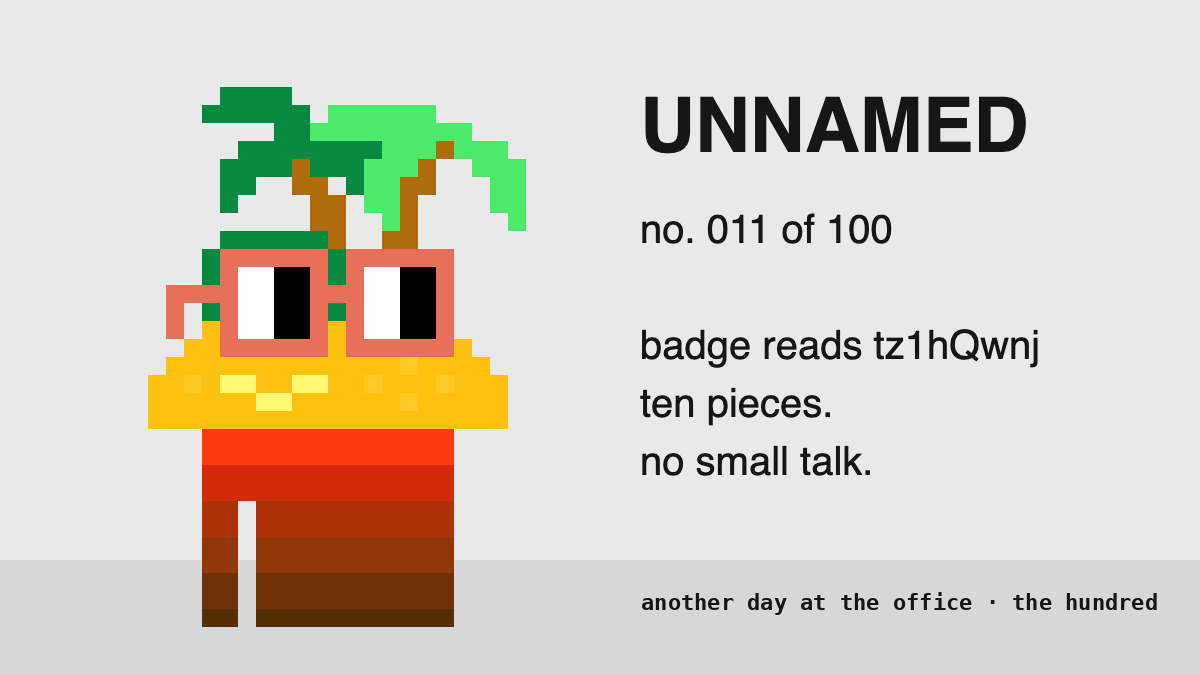 UNNAMED
no. 011 of 100
badge reads tz1hQwnj
ten pieces.
no small talk.
another day at the office · the hundred